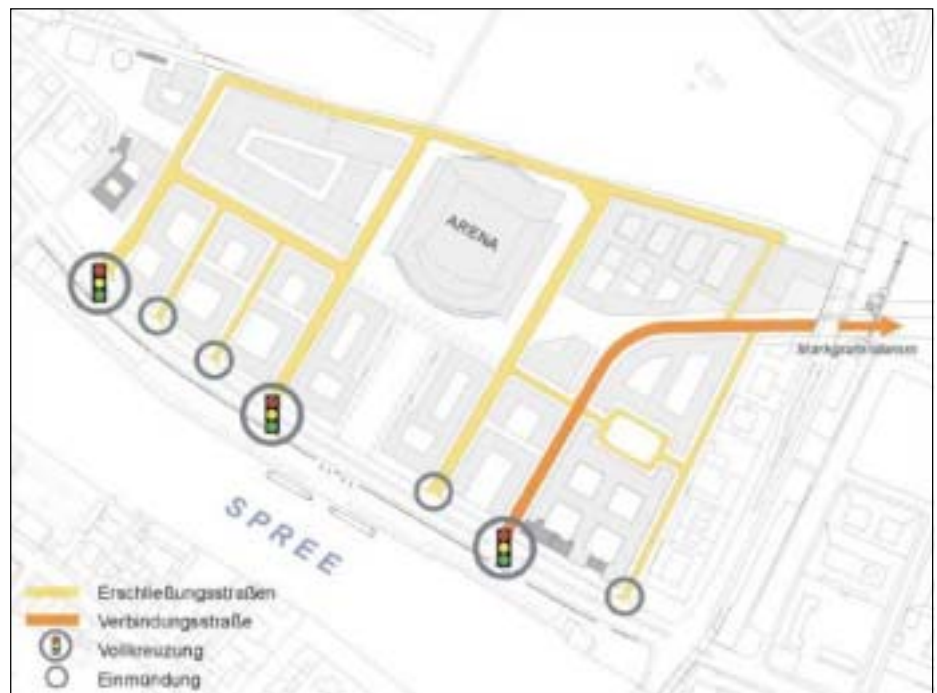 ARENA
Markgrafendamm
SPREE
Erschließungsstraßen
Verbindungsstraße
Vollkreuzung
Einmündung